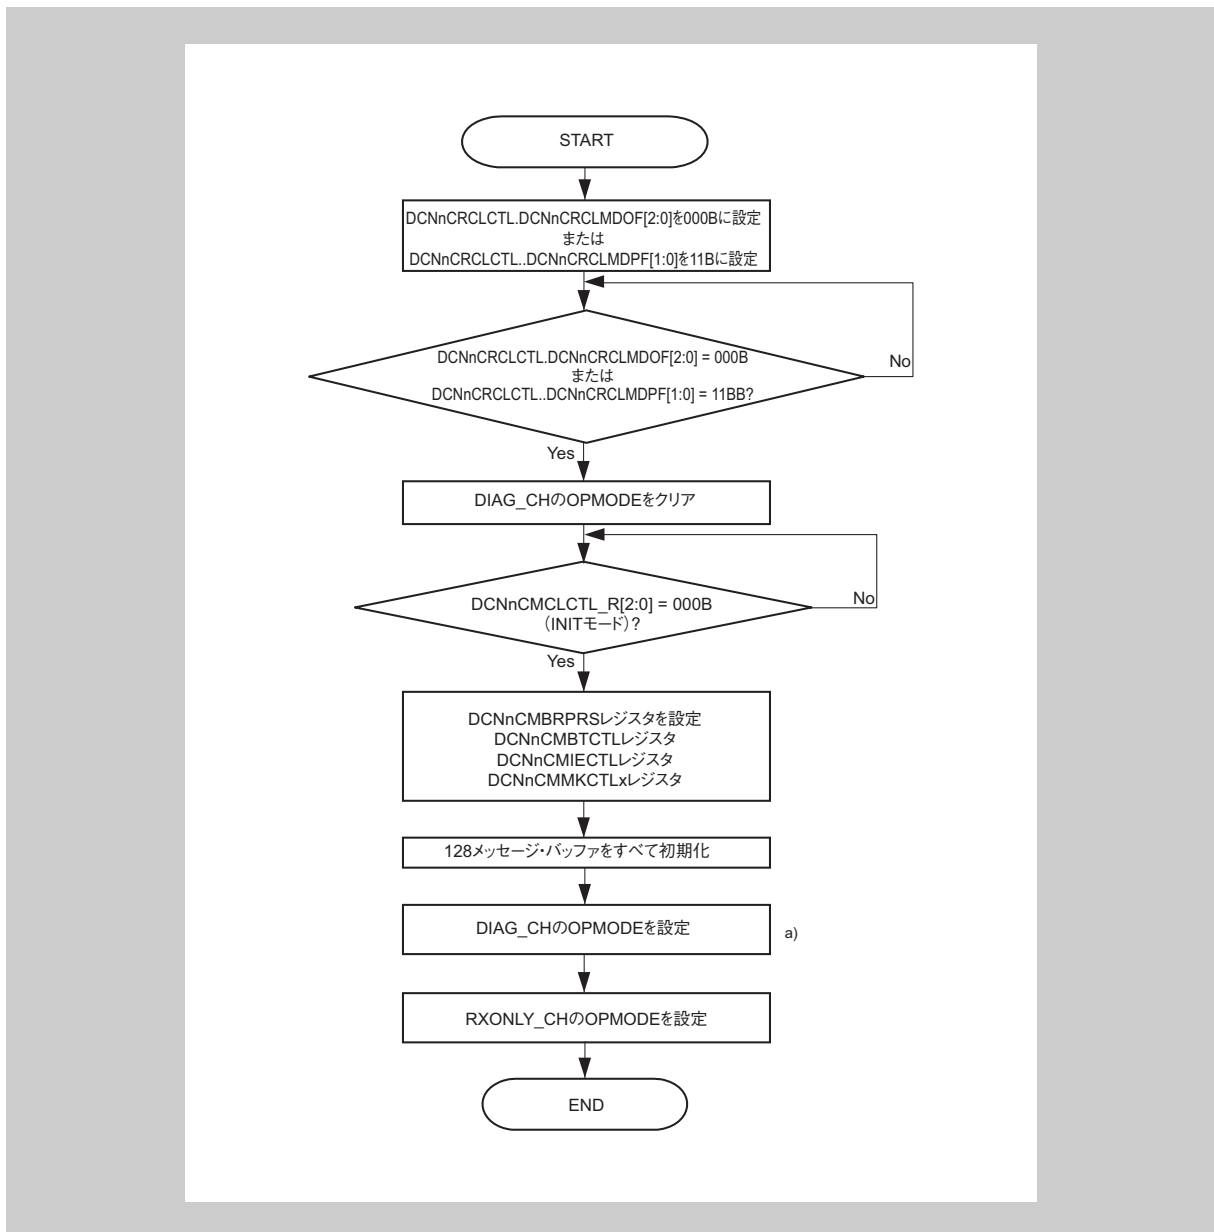 START
DCNnCRCLCTL.DCNnCRCLMDOF[2:0]を000Bに設定
または
DCNnCRCLCTL..DCNnCRCLMDPF[1:0]を11Bに設定
DCNnCRCLCTL.DCNnCRCLMDOF[2:0] = 000B
または
DCNnCRCLCTL..DCNnCRCLMDPF[1:0] = 11BB?
No
Yes
DIAG_CHのOPMODEをクリア
DCNnCMCLCTL_R[2:0] = 000B
（INITモード）?
No
Yes
DCNnCMBRPRSレジスタを設定
DCNnCMBTCTLレジスタ
DCNnCMIECTLレジスタ
DCNnCMMKCTLxレジスタ
128メッセージ・バッファをすべて初期化
DIAG_CHのOPMODEを設定
a)
RXONLY_CHのOPMODEを設定
END